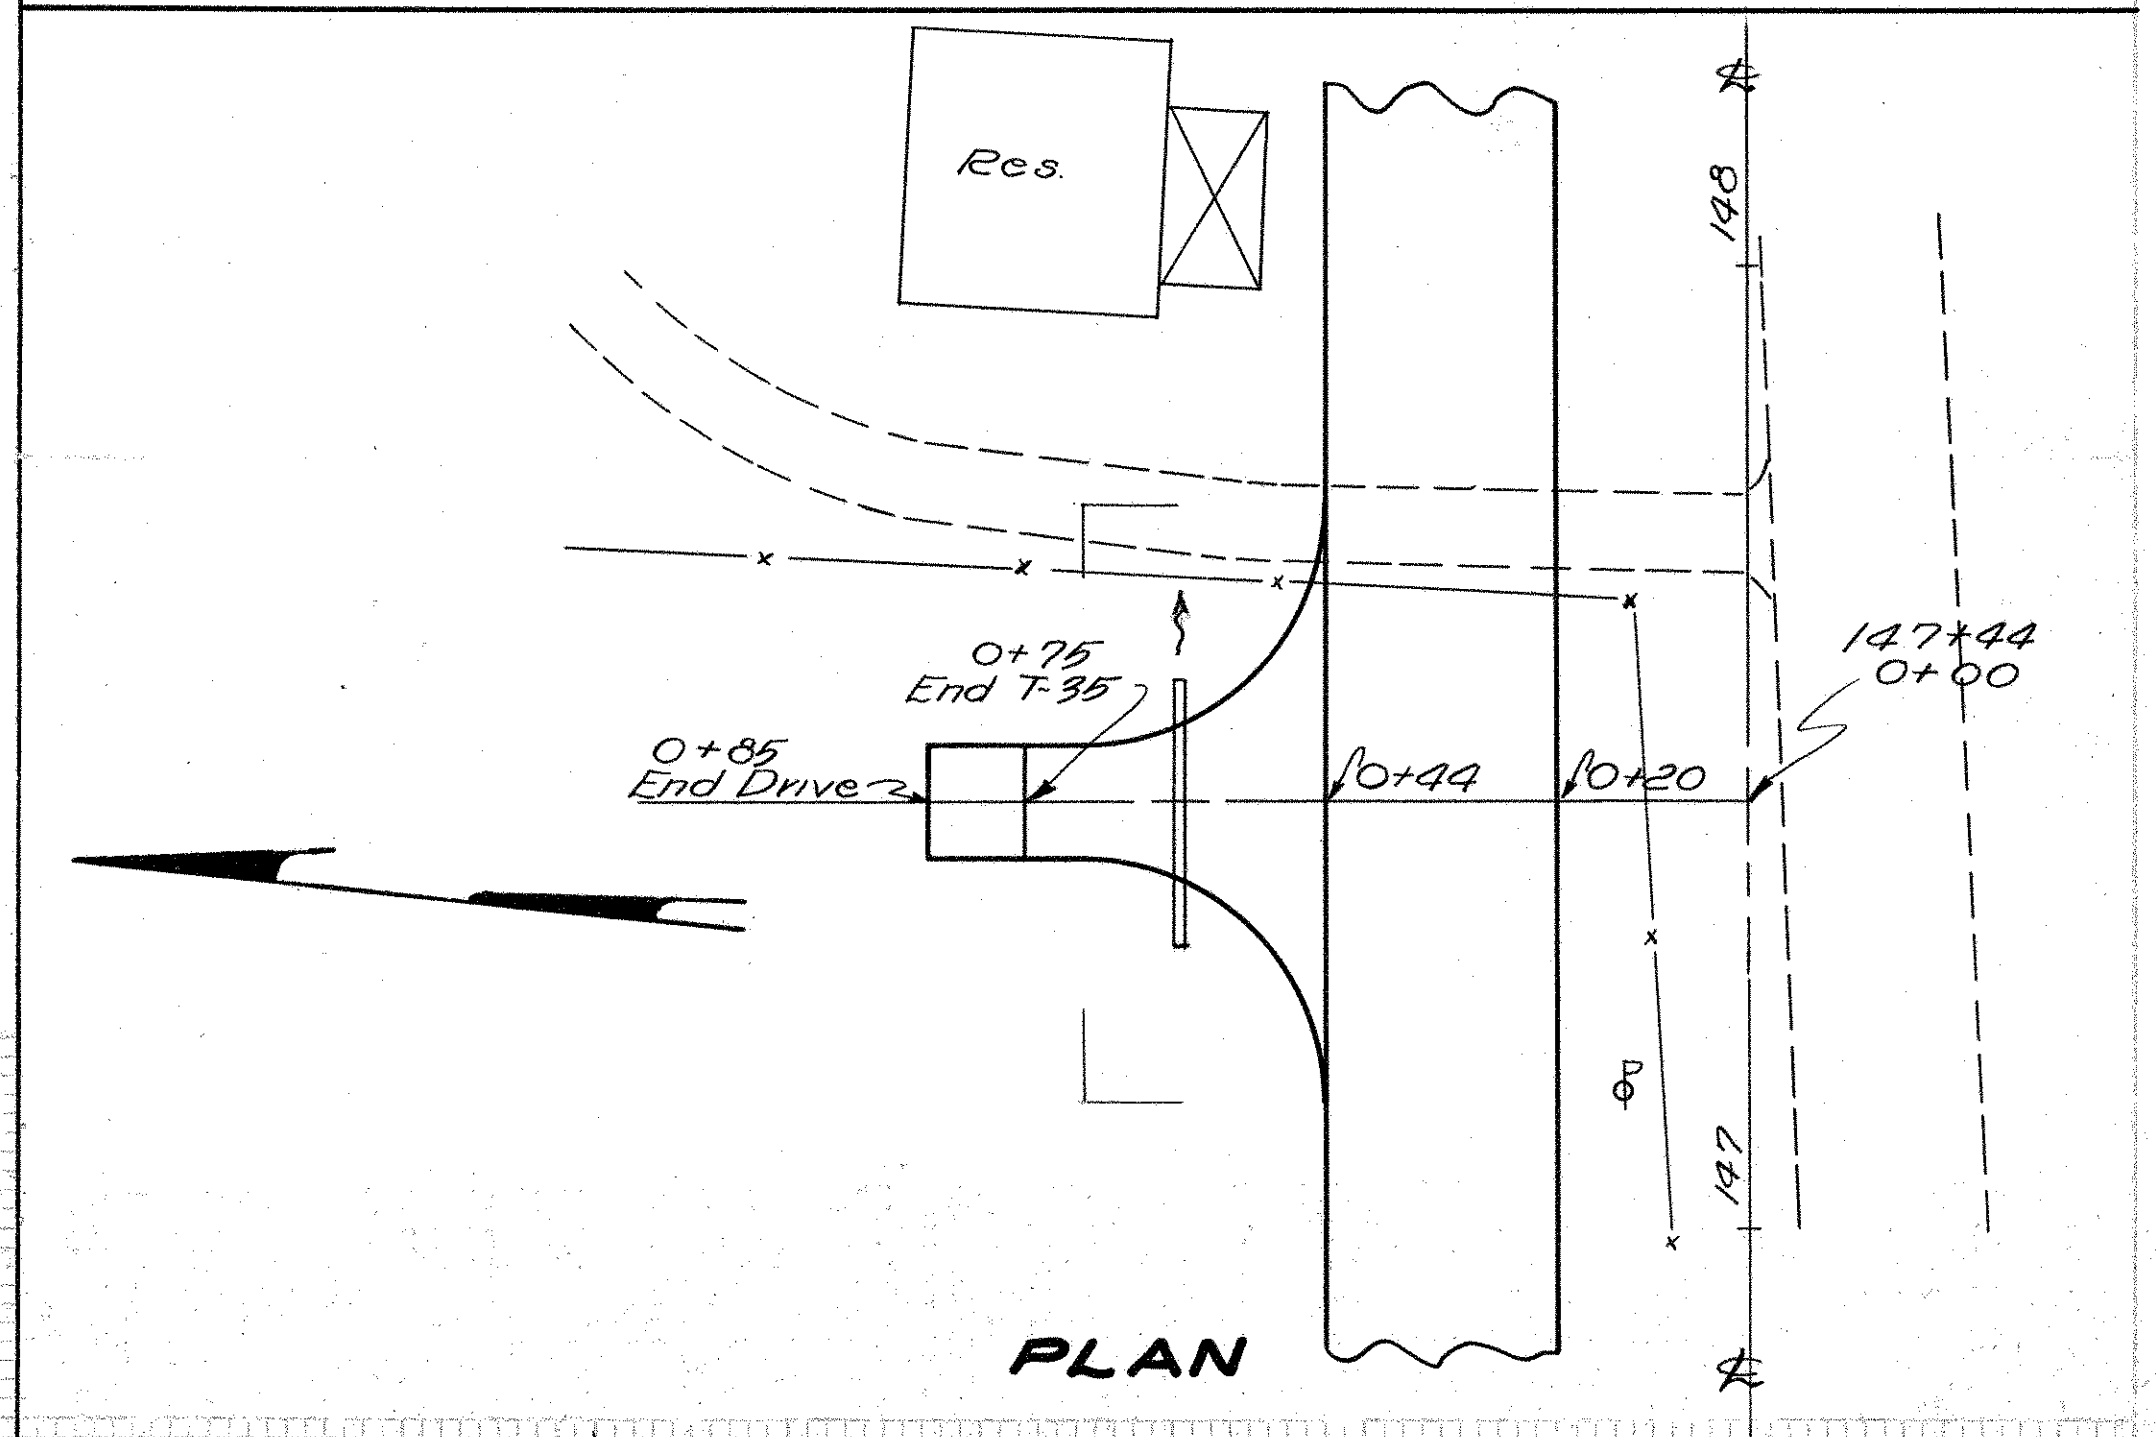 ℄
148
Res.
147+44
0+00
0+75
End T-35
0+85
End Drive
0+44
0+20
P
147
PLAN
℄